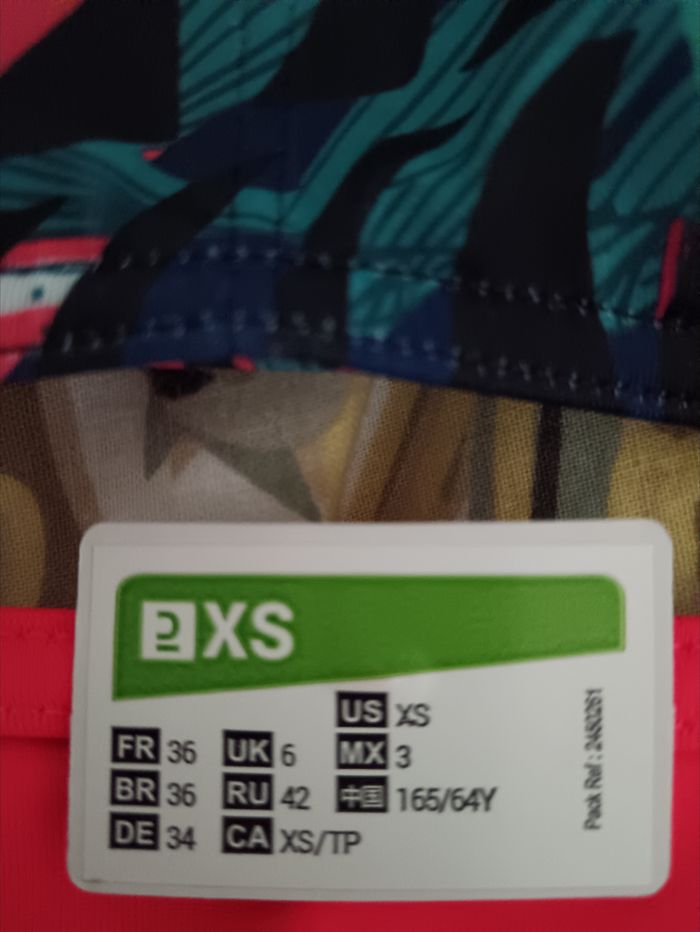 XS
US XS
FR 36 UK 6 MX 3
BR 36 RU 42 中国 165/64Y
DE 34 CA XS/TP
Pack Ref : 2480261